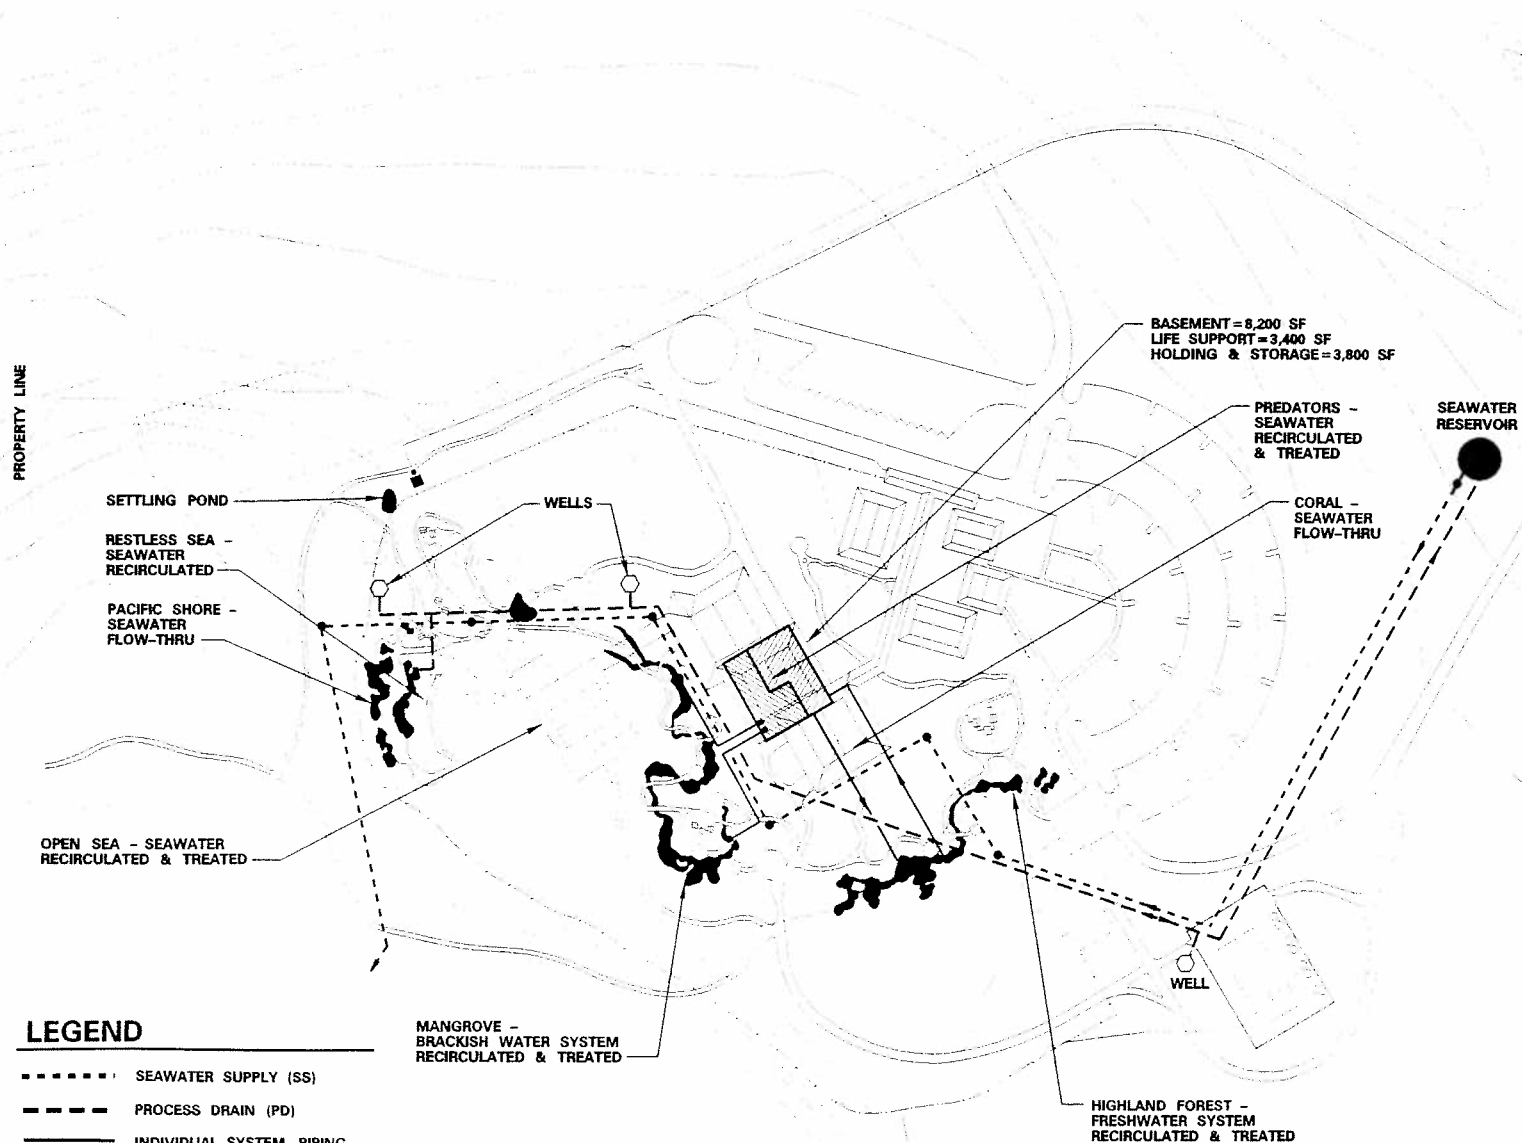 BASEMENT=8,200 SF
LIFE SUPPORT=3,400 SF
HOLDING & STORAGE=3,800 SF
PROPERTY LINE
PREDATORS -
SEAWATER
RECIRCULATED
& TREATED
SEAWATER
RESERVOIR
SETTLING POND
WELLS
CORAL -
SEAWATER
FLOW-THRU
RESTLESS SEA -
SEAWATER
RECIRCULATED
PACIFIC SHORE -
SEAWATER
FLOW-THRU
OPEN SEA - SEAWATER
RECIRCULATED & TREATED
WELL
MANGROVE -
BRACKISH WATER SYSTEM
RECIRCULATED & TREATED
HIGHLAND FOREST -
FRESHWATER SYSTEM
RECIRCULATED & TREATED
LEGEND
SEAWATER SUPPLY (SS)
PROCESS DRAIN (PD)
INDIVIDUAL SYSTEM PIPING